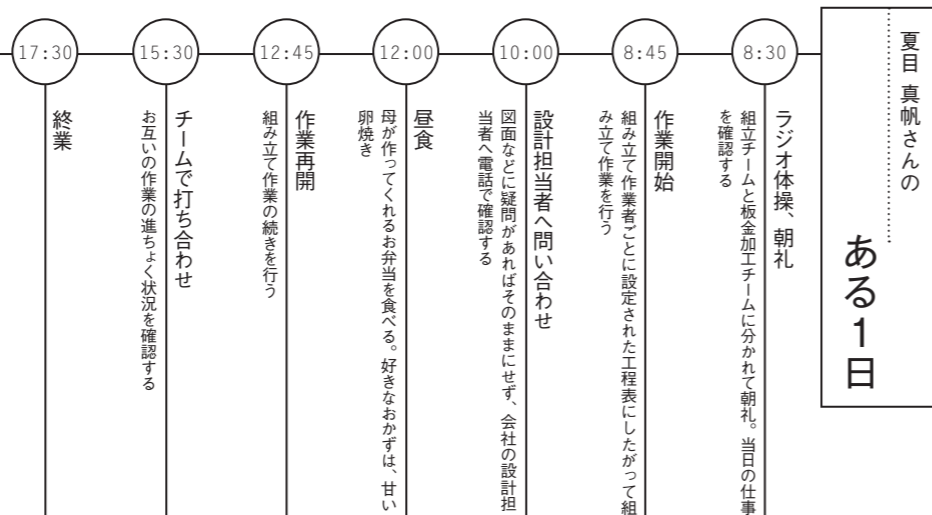 夏目 真帆さんの
ある1日
8:30
ラジオ体操、朝礼
組立チームと板金加工チームに分かれて朝礼。当日の仕事
を確認する
8:45
作業開始
組み立て作業者ごとに設定された工程表にしたがって組
み立て作業を行う
10:00
設計担当者へ問い合わせ
図面などに疑問があればそのままにせず、会社の設計担
当者へ電話で確認する
12:00
昼食
母が作ってくれるお弁当を食べる。好きなおかずは、甘い
卵焼き
12:45
作業再開
組み立て作業の続きを行う
15:30
チームで打ち合わせ
お互いの作業の進ちょく状況を確認する
17:30
終業